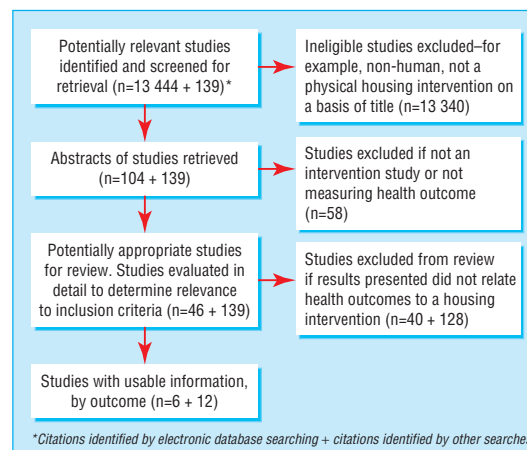 Potentially relevant studies
identified and screened for
retrieval (n=13 444 + 139)*
Ineligible studies excluded–for
example, non-human, not a
physical housing intervention on
a basis of title (n=13 340)
Abstracts of studies retrieved
(n=104 + 139)
Studies excluded if not an
intervention study or not
measuring health outcome
(n=58)
Potentially appropriate studies
for review. Studies evaluated in
detail to determine relevance
to inclusion criteria (n=46 + 139)
Studies excluded from review
if results presented did not relate
health outcomes to a housing
intervention (n=40 + 128)
Studies with usable information,
by outcome (n=6 + 12)
*Citations identified by electronic database searching + citations identified by other searche